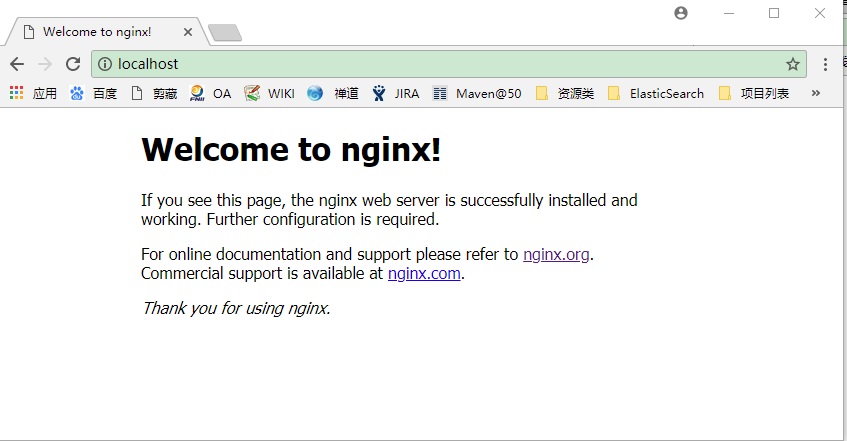 Welcome to nginx!
localhost
应用 百度 剪藏 OA WIKI 禅道 JIRA Maven@50 资源类 ElasticSearch 项目列表 »
Welcome to nginx!
If you see this page, the nginx web server is successfully installed and
working. Further configuration is required.
For online documentation and support please refer to nginx.org.
Commercial support is available at nginx.com.
Thank you for using nginx.